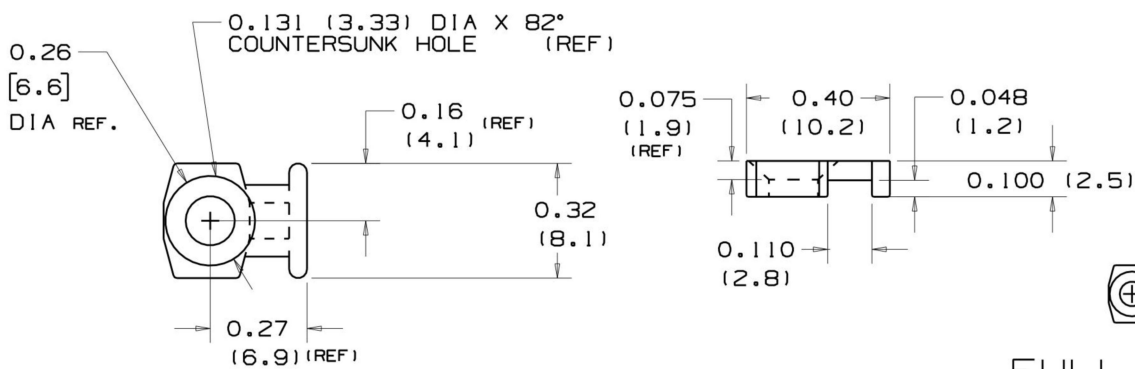 0.131 (3.33) DIA X 82°
COUNTERSUNK HOLE (REF)
0.26
[6.6]
DIA REF.
0.16 (REF)
(4.1)
0.32
(8.1)
0.27
(6.9) (REF)
0.075
(1.9)
(REF)
0.40
(10.2)
0.048
(1.2)
0.100 (2.5)
0.110
(2.8)